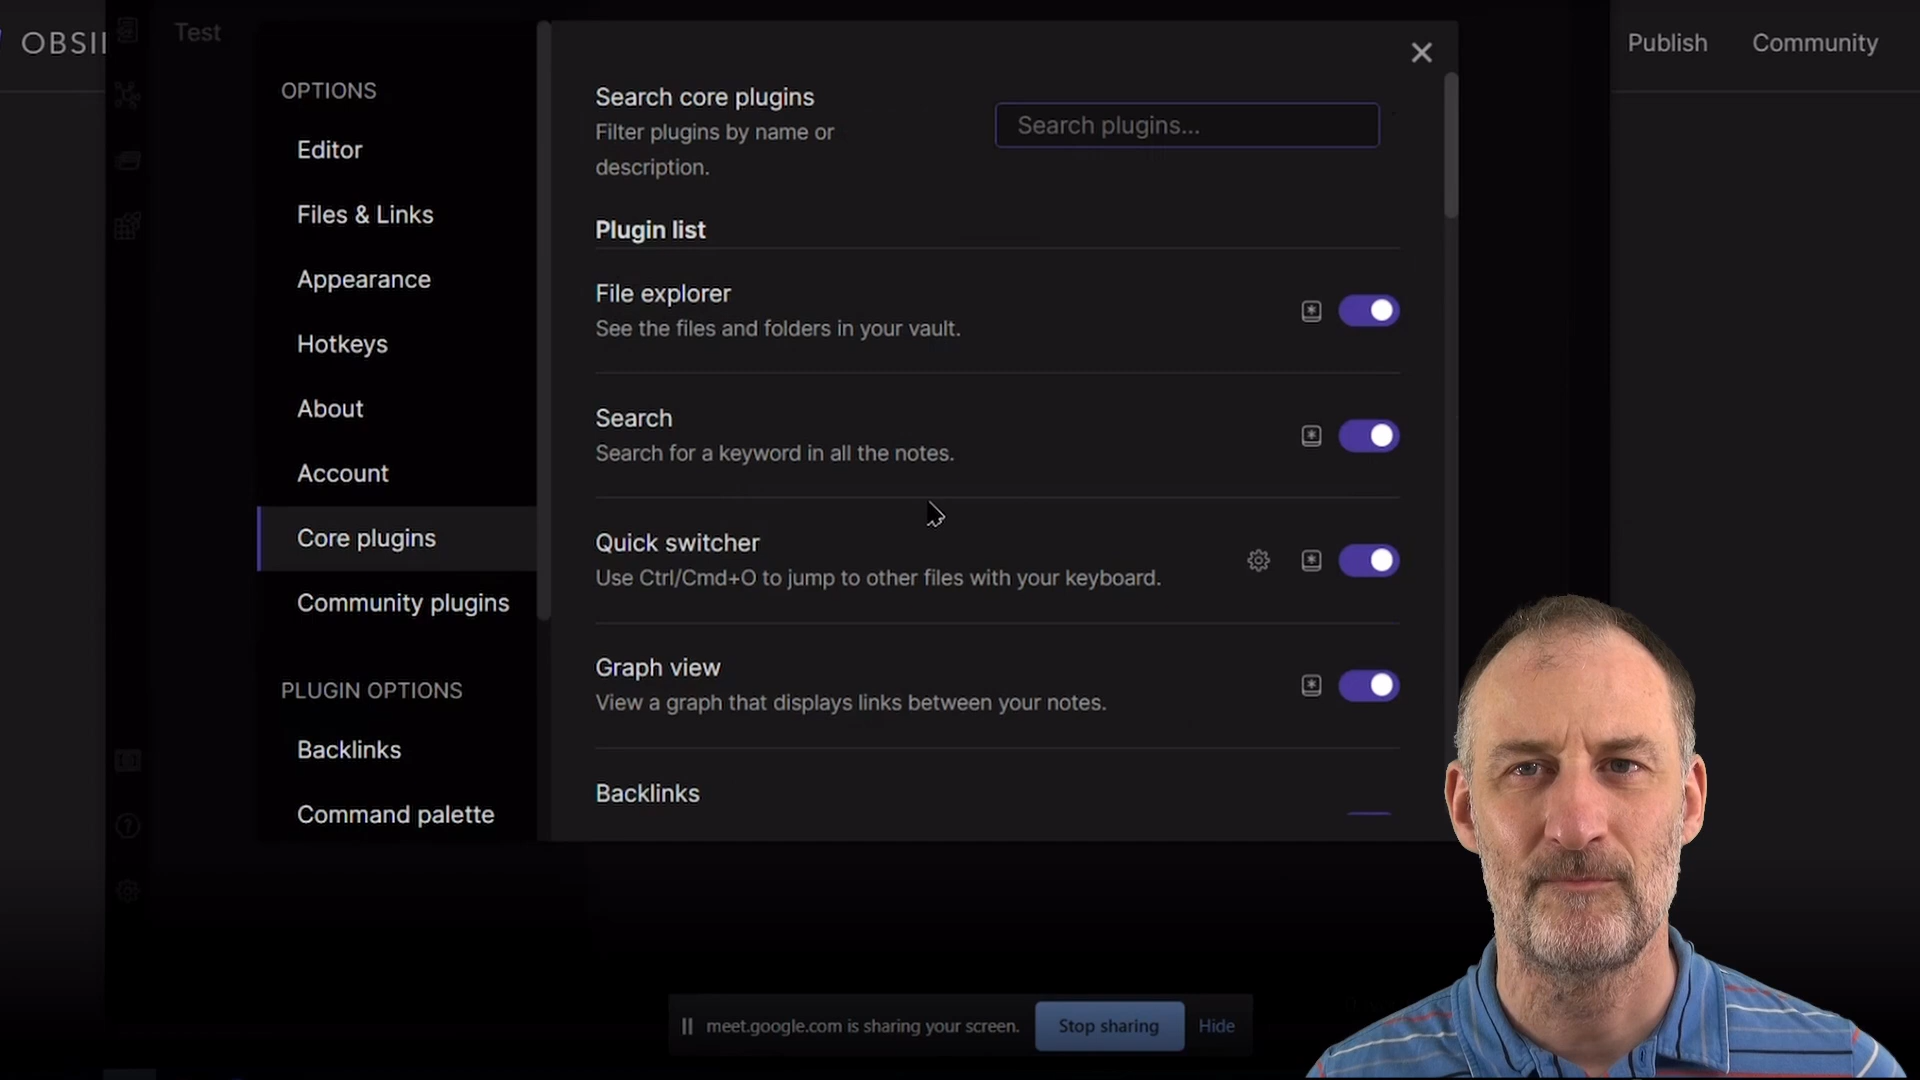 OBSI
Test
Publish
Community
OPTIONS
Editor
Files & Links
Appearance
Hotkeys
About
Account
Core plugins
Community plugins
PLUGIN OPTIONS
Backlinks
Command palette
Search core plugins
Filter plugins by name or
description.
Search plugins...
Plugin list
File explorer
See the files and folders in your vault.
Search
Search for a keyword in all the notes.
Quick switcher
Use Ctrl/Cmd+O to jump to other files with your keyboard.
Graph view
View a graph that displays links between your notes.
Backlinks
meet.google.com is sharing your screen.
Stop sharing
Hide